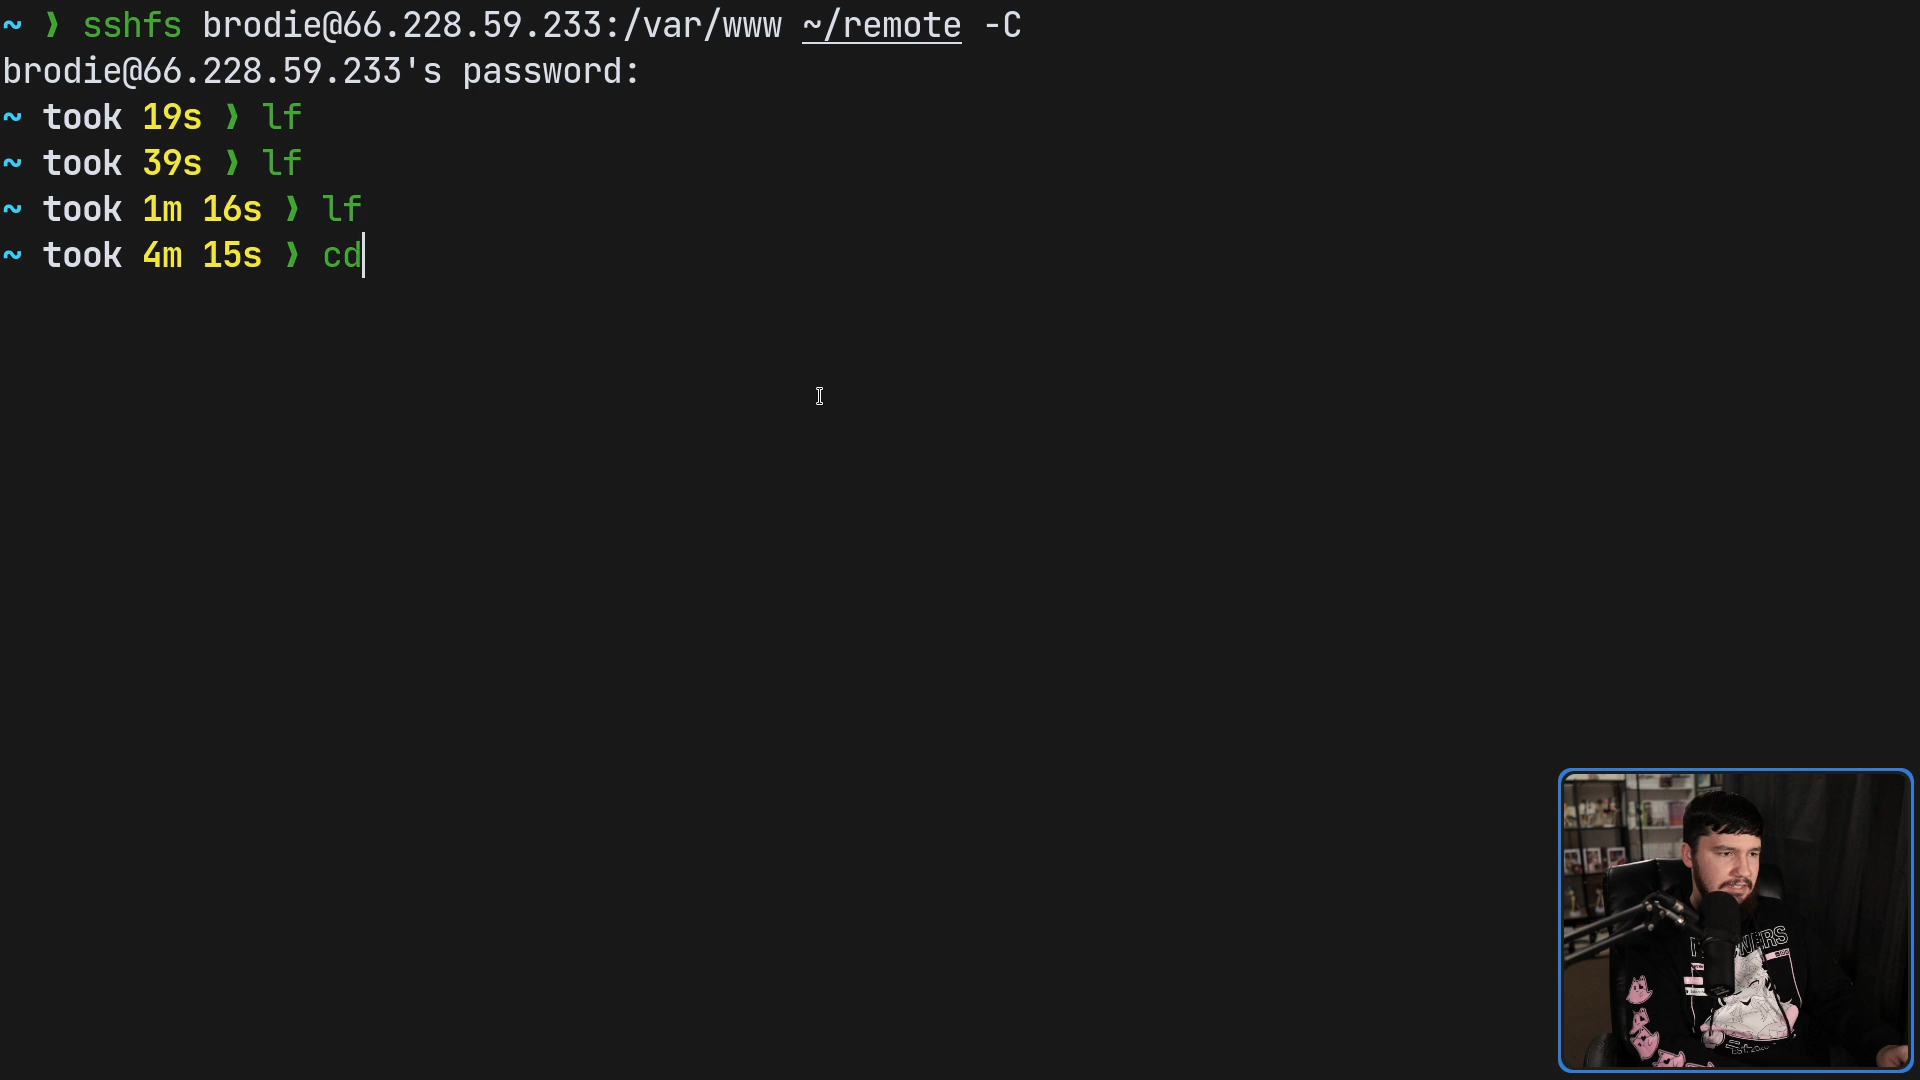 ~ ❯ sshfs brodie@66.228.59.233:/var/www ~/remote -C
brodie@66.228.59.233's password:
~ took 19s ❯ lf
~ took 39s ❯ lf
~ took 1m 16s ❯ lf
~ took 4m 15s ❯ cd